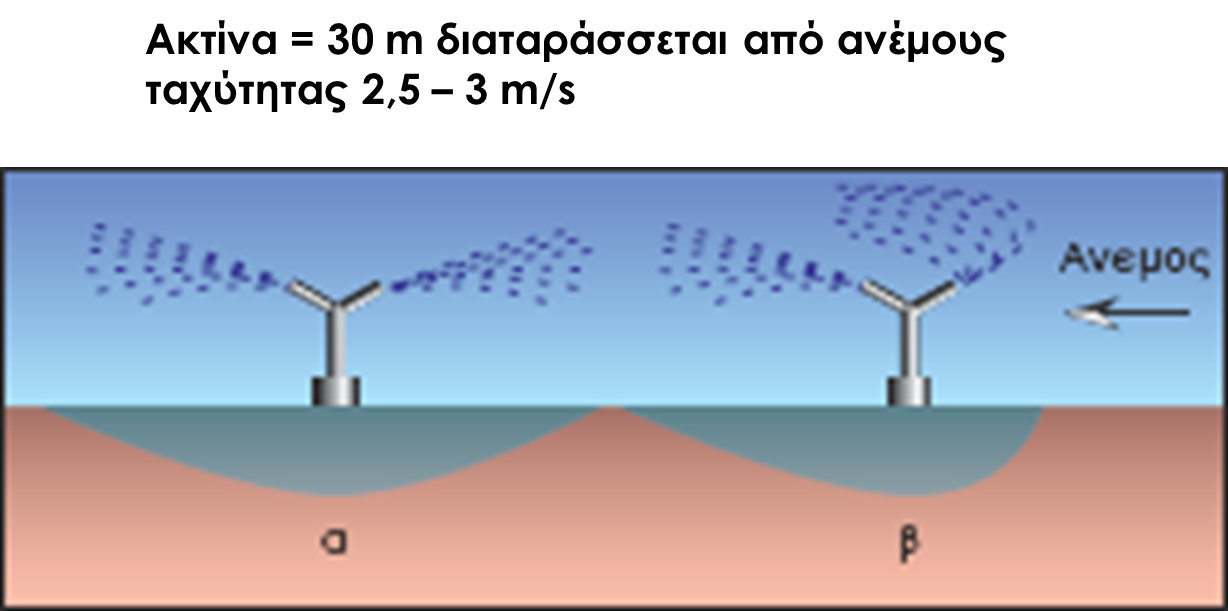 Ακτίνα = 30 m διαταράσσεται από ανέμους
ταχύτητας 2,5 – 3 m/s
Ανεμος
α
β